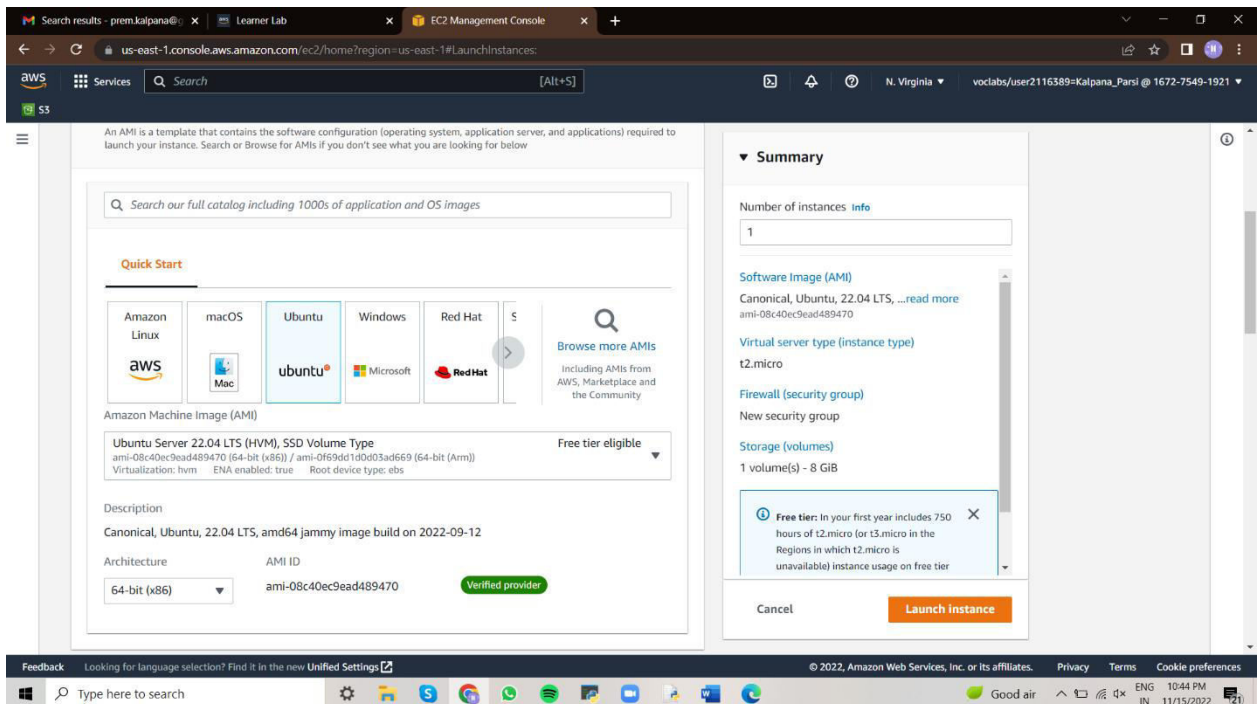 Search results - prem.kalpana@g
Learner Lab
EC2 Management Console
us-east-1.console.aws.amazon.com/ec2/home?region=us-east-1#LaunchInstances:
aws
Services
Search
[Alt+S]
N. Virginia
voclabs/user2116389=Kalpana_Parsi @ 1672-7549-1921
S3
An AMI is a template that contains the software configuration (operating system, application server, and applications) required to
launch your instance. Search or Browse for AMIs if you don't see what you are looking for below
Search our full catalog including 1000s of application and OS images
Quick Start
Amazon
Linux
aws
macOS
Mac
Ubuntu
ubuntu
Windows
Microsoft
Red Hat
Red Hat
S
Browse more AMIs
Including AMIs from
AWS, Marketplace and
the Community
Amazon Machine Image (AMI)
Ubuntu Server 22.04 LTS (HVM), SSD Volume Type
Free tier eligible
ami-08c40ec9ead489470 (64-bit (x86)) / ami-0f69dd1d0d03ad669 (64-bit (Arm))
Virtualization: hvm ENA enabled: true Root device type: ebs
Description
Canonical, Ubuntu, 22.04 LTS, amd64 jammy image build on 2022-09-12
Architecture
AMI ID
64-bit (x86)
ami-08c40ec9ead489470
Verified provider
Summary
Number of instances Info
1
Software Image (AMI)
Canonical, Ubuntu, 22.04 LTS, ...read more
ami-08c40ec9ead489470
Virtual server type (instance type)
t2.micro
Firewall (security group)
New security group
Storage (volumes)
1 volume(s) - 8 GiB
Free tier: In your first year includes 750
hours of t2.micro (or t3.micro in the
Regions in which t2.micro is
unavailable) instance usage on free tier
Cancel
Launch instance
Feedback
Looking for language selection? Find it in the new Unified Settings
© 2022, Amazon Web Services, Inc. or its affiliates.
Privacy
Terms
Cookie preferences
Type here to search
Good air
ENG
IN
10:44 PM
11/15/2022
21